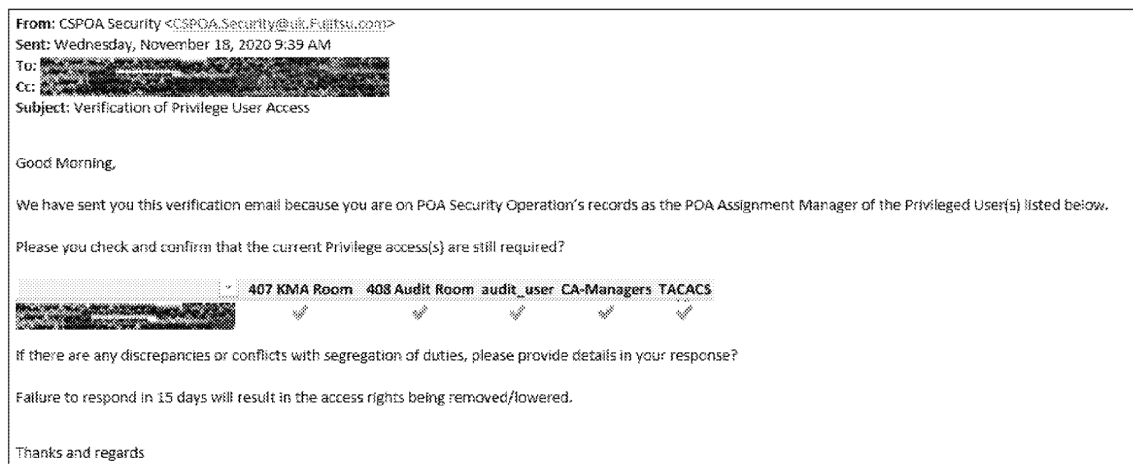 From: CSPOA Security <CSPOA.Security@uk.Fujitsu.com>
Sent: Wednesday, November 18, 2020 9:39 AM
To:
Cc:
Subject: Verification of Privilege User Access
Good Morning,
We have sent you this verification email because you are on POA Security Operation's records as the POA Assignment Manager of the Privileged User(s) listed below.
Please you check and confirm that the current Privilege access(s) are still required?
407 KMA Room 408 Audit Room audit_user CA-Managers TACACS
If there are any discrepancies or conflicts with segregation of duties, please provide details in your response?
Failure to respond in 15 days will result in the access rights being removed/lowered.
Thanks and regards